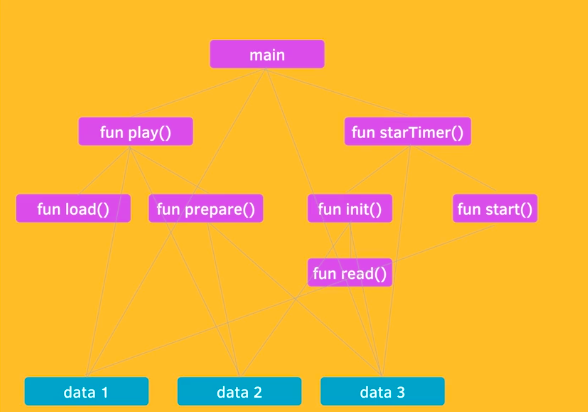 main
fun play()
fun starTimer()
fun load()
fun prepare()
fun init()
fun start()
fun read()
data 1
data 2
data 3